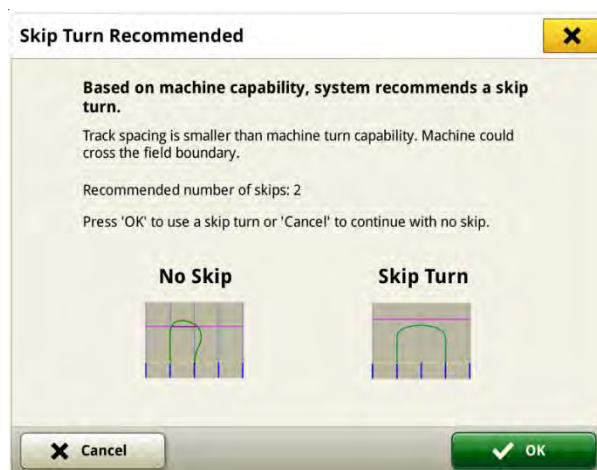 Skip Turn Recommended
Based on machine capability, system recommends a skip
turn.
Track spacing is smaller than machine turn capability. Machine could
cross the field boundary.
Recommended number of skips: 2
Press 'OK' to use a skip turn or 'Cancel' to continue with no skip.
No Skip
Skip Turn
Cancel
OK